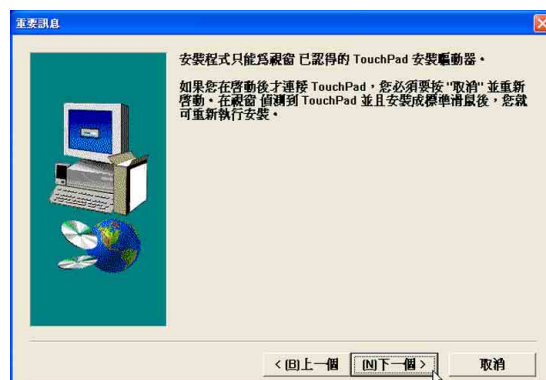 重要訊息
安裝程式只能爲視窗 已認得的 TouchPad 安裝驅動器。
如果您在啓動後才連接 TouchPad，您必須要按 "取消" 並重新
啓動。在視窗 偵測到 TouchPad 並且安裝成標準滑鼠後，您就
可重新執行安裝。
< (B)上一個
(N)下一個 >
取消